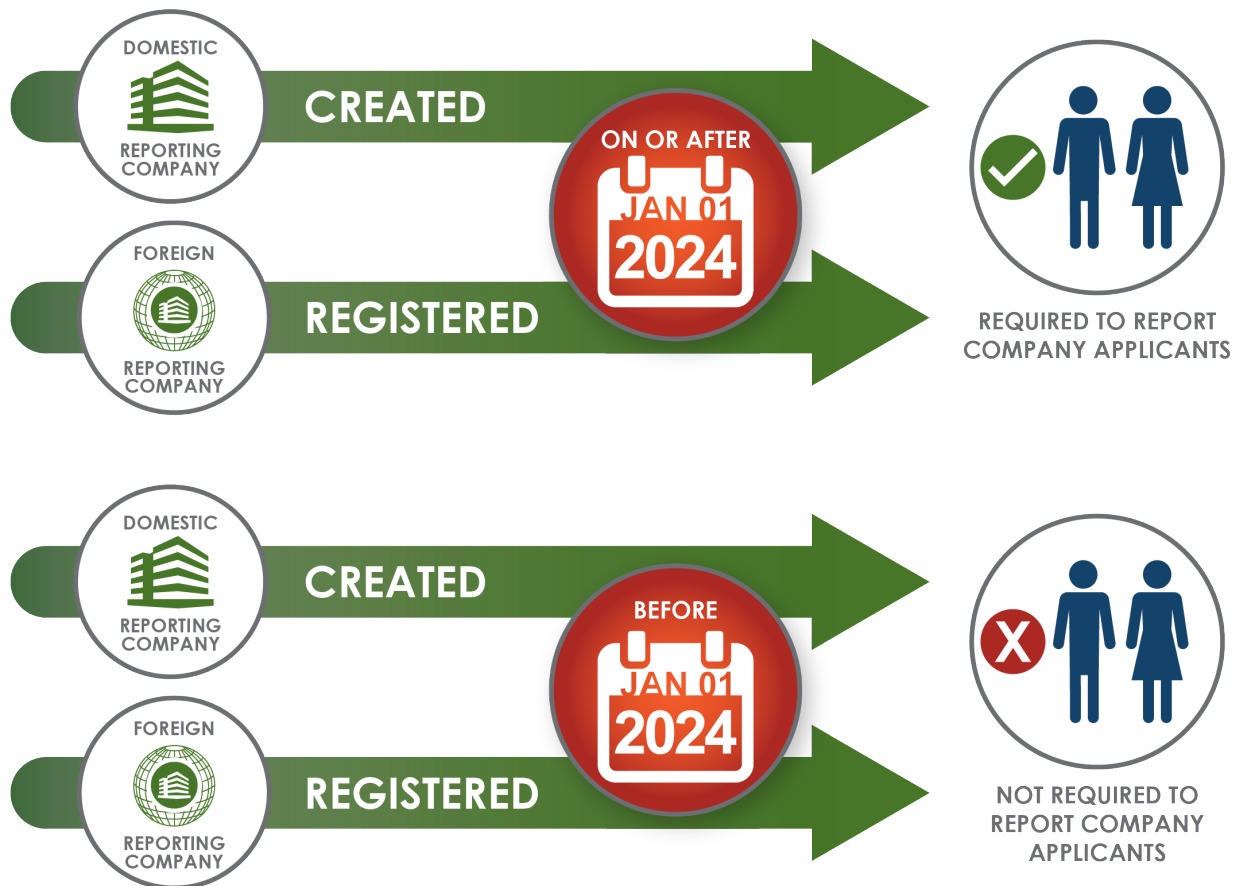 DOMESTIC
REPORTING
COMPANY
CREATED
ON OR AFTER
JAN 01
2024
FOREIGN
REPORTING
COMPANY
REGISTERED
REQUIRED TO REPORT
COMPANY APPLICANTS
DOMESTIC
REPORTING
COMPANY
CREATED
BEFORE
JAN 01
2024
FOREIGN
REPORTING
COMPANY
REGISTERED
X
NOT REQUIRED TO
REPORT COMPANY
APPLICANTS